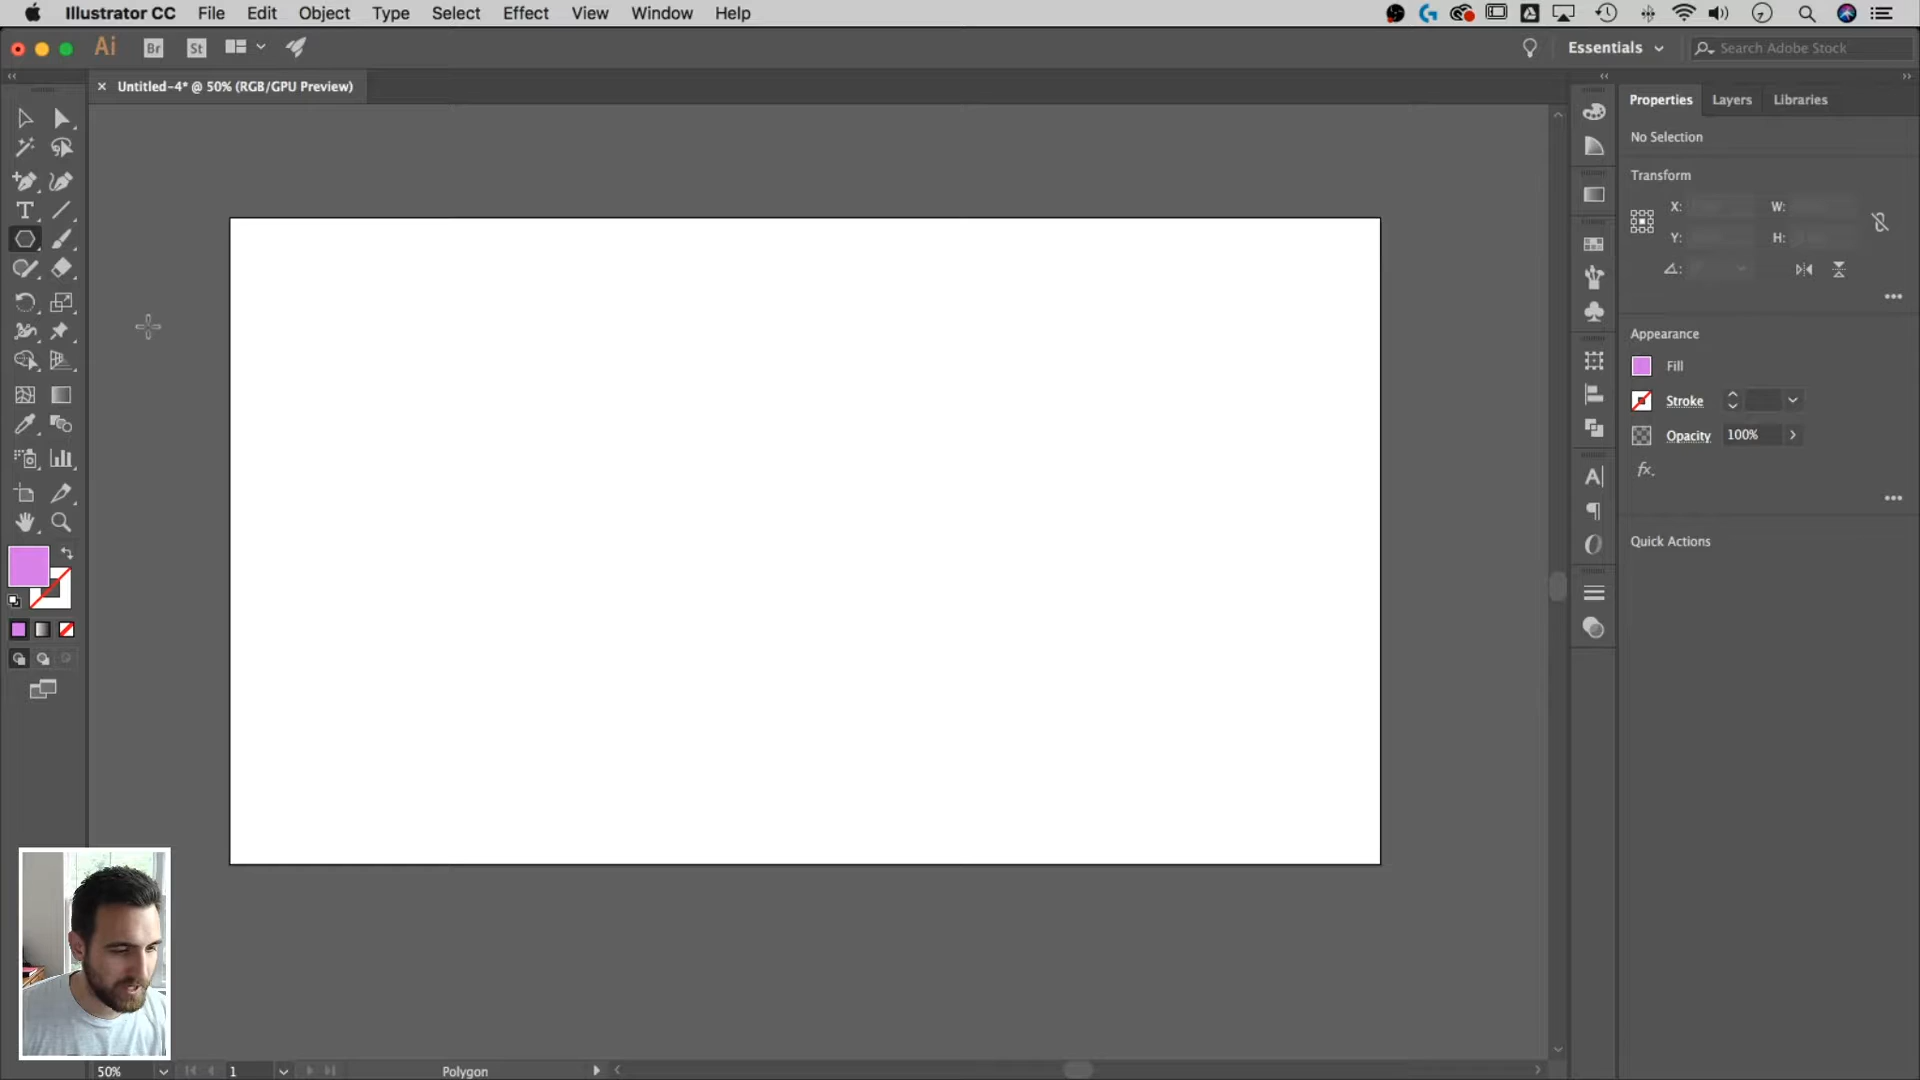 Illustrator CC File Edit Object Type Select Effect View Window Help
Ai Br St Essentials Search Adobe Stock
× Untitled-4* @ 50% (RGB/GPU Preview)
Properties Layers Libraries
No Selection
Transform
X: W:
Y: H:
Appearance
Fill
Stroke
Opacity 100%
fx.
Quick Actions
50% 1 Polygon